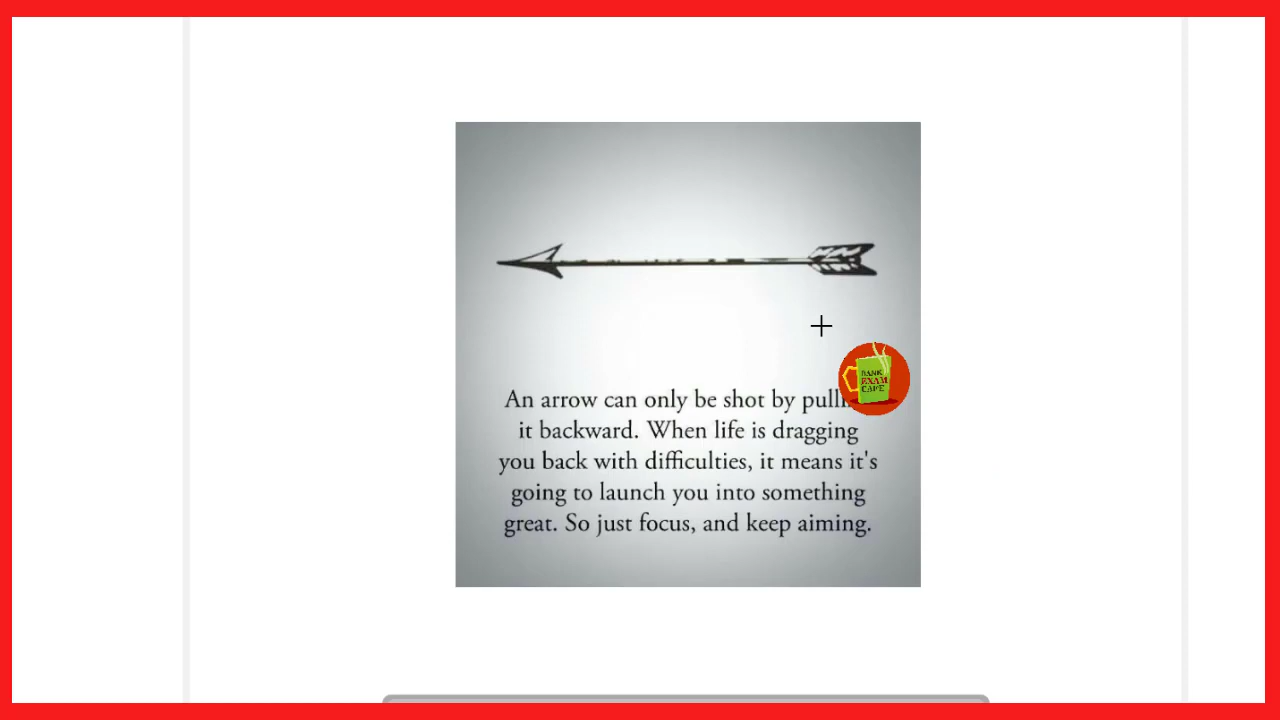 BANK
EXAM
CAFE
An arrow can only be shot by
it backward. When life is dragging
you back with difficulties, it means it's
going to launch you into something
great. So just focus, and keep aiming.